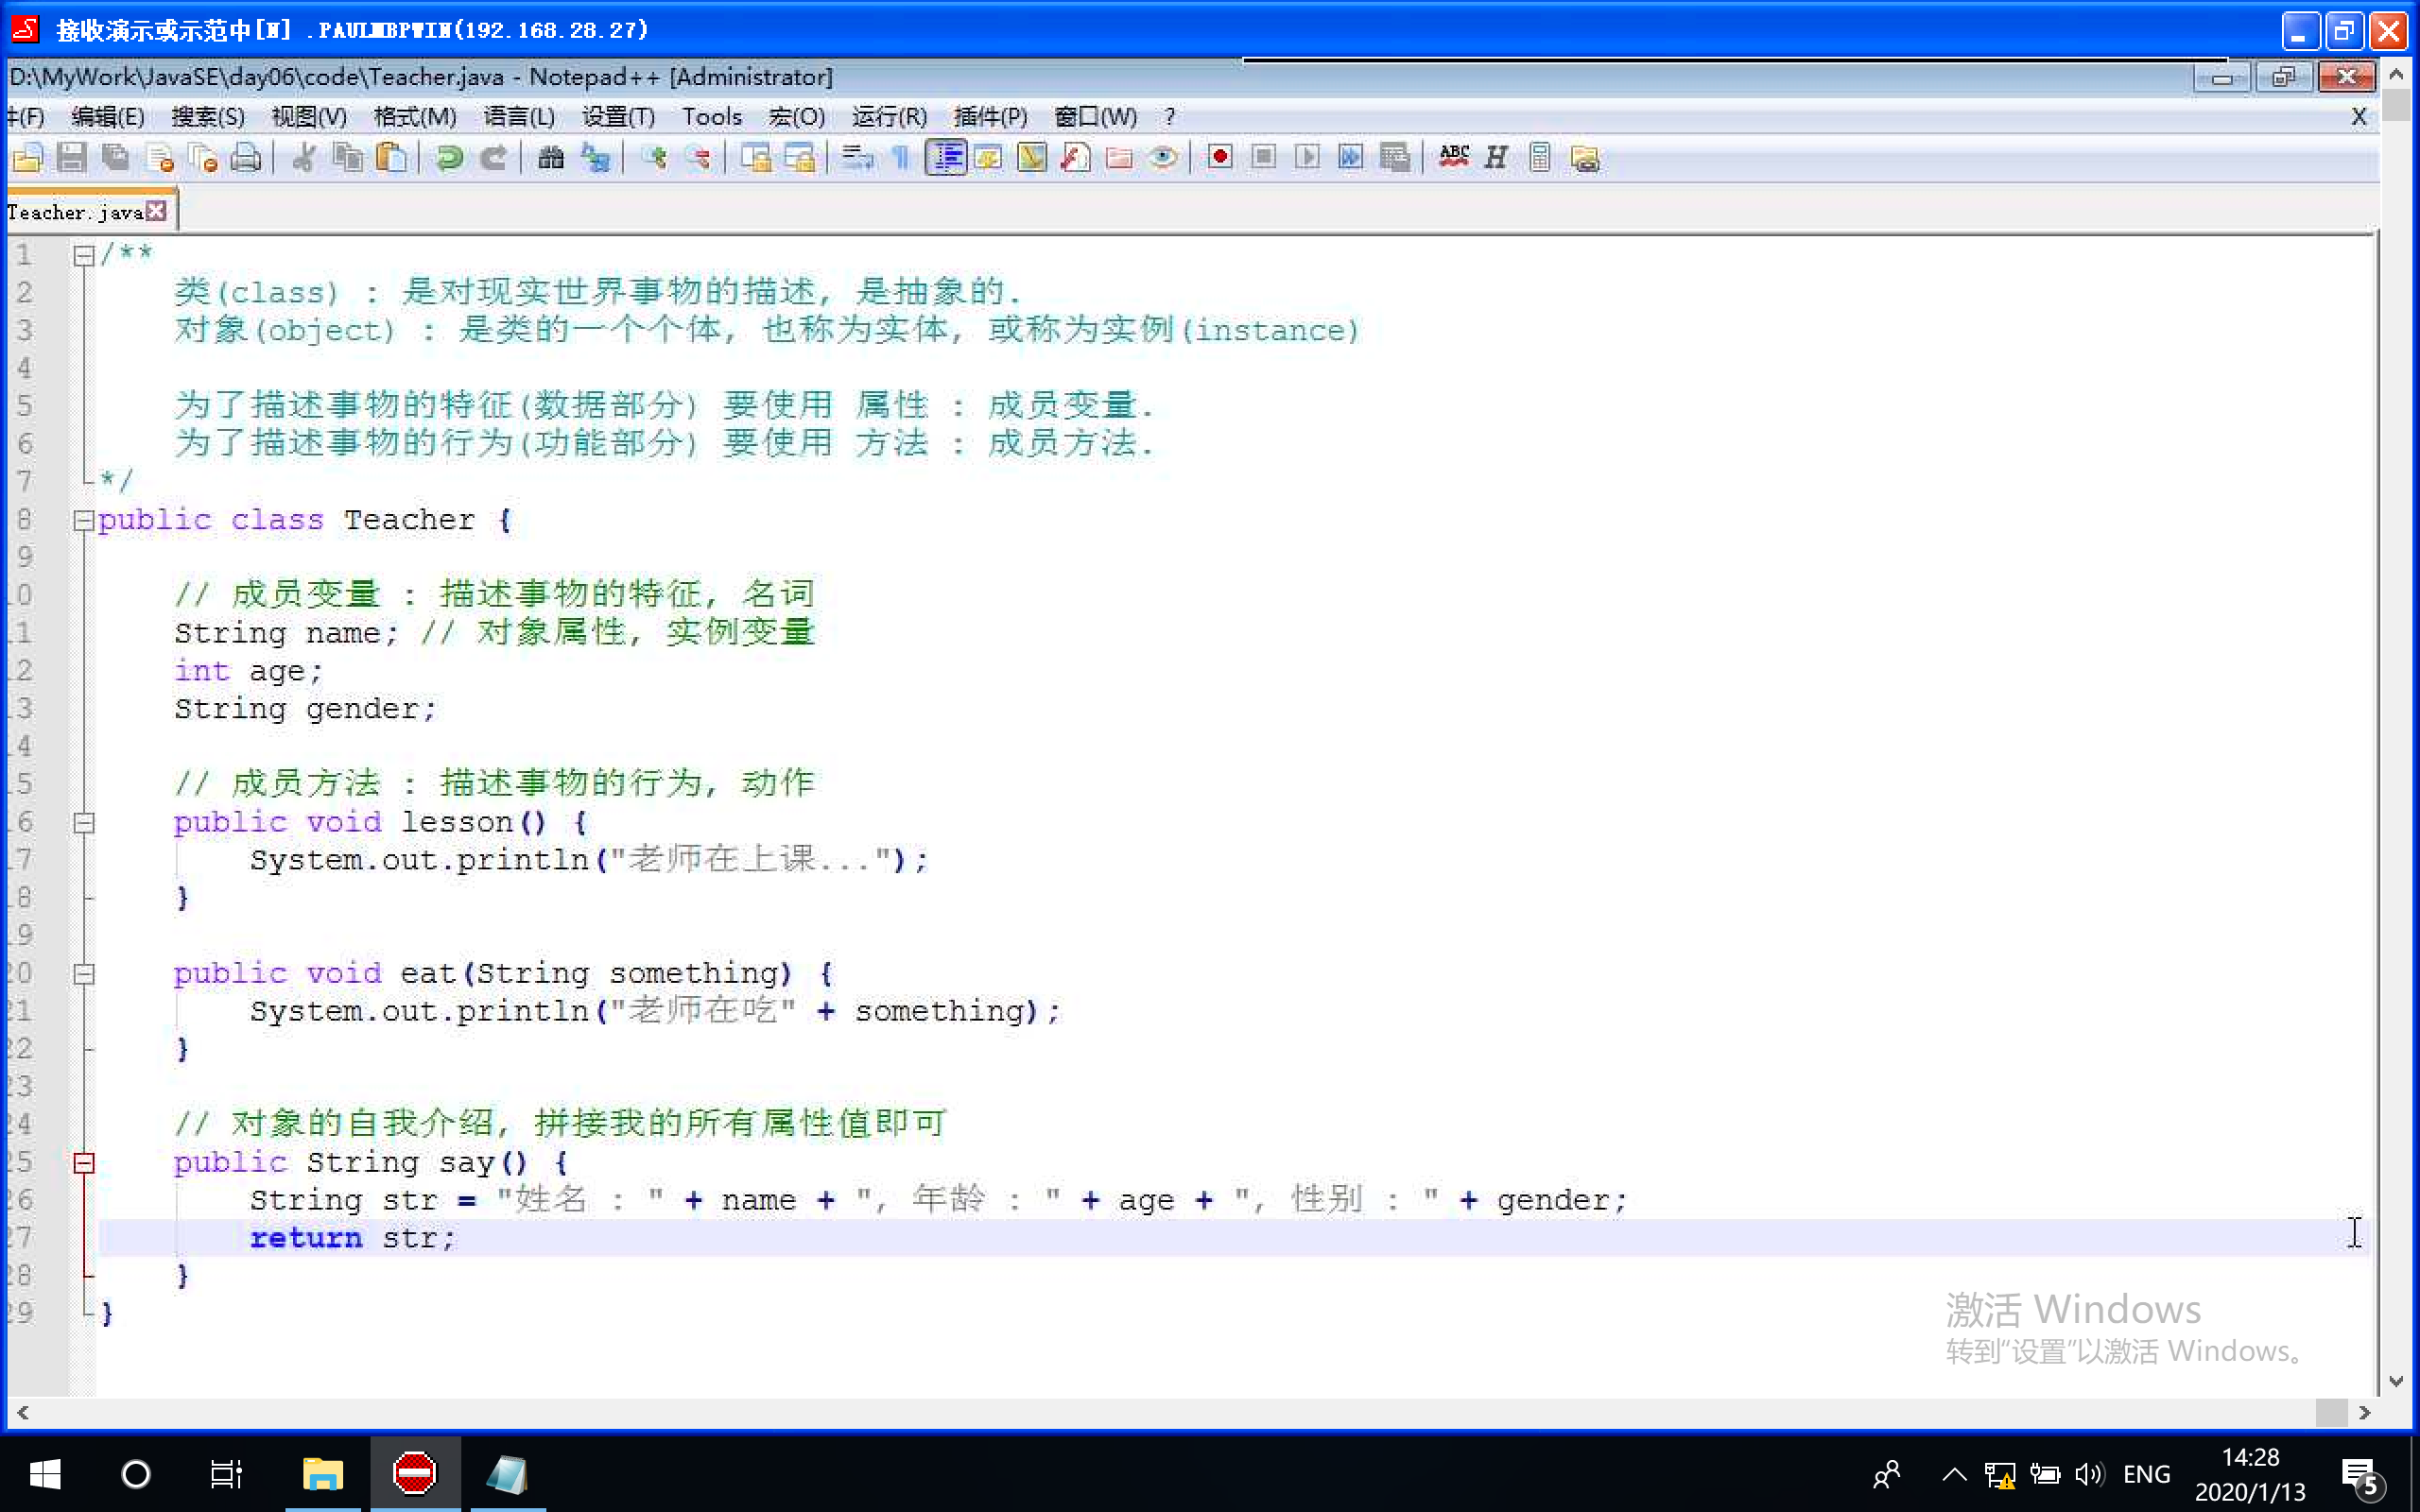 接收演示或示范中[N] .PAULMBPWIN(192.168.28.27)
D:\MyWork\JavaSE\day06\code\Teacher.java - Notepad++ [Administrator]
件(F) 编辑(E) 搜索(S) 视图(V) 格式(M) 语言(L) 设置(T) Tools 宏(O) 运行(R) 插件(P) 窗口(W) ? X
Teacher.java
1 /**
2 类(class) : 是对现实世界事物的描述, 是抽象的.
3 对象(object) : 是类的一个个体, 也称为实体, 或称为实例(instance)
4
5 为了描述事物的特征(数据部分) 要使用 属性 : 成员变量.
6 为了描述事物的行为(功能部分) 要使用 方法 : 成员方法.
7 */
8 public class Teacher {
9
10 // 成员变量 : 描述事物的特征, 名词
11 String name; // 对象属性, 实例变量
12 int age;
13 String gender;
14
15 // 成员方法 : 描述事物的行为, 动作
16 public void lesson() {
17 System.out.println("老师在上课...");
18 }
19
20 public void eat(String something) {
21 System.out.println("老师在吃" + something);
22 }
23
24 // 对象的自我介绍, 拼接我的所有属性值即可
25 public String say() {
26 String str = "姓名 : " + name + ", 年龄 : " + age + ", 性别 : " + gender;
27 return str;
28 }
29 }
激活 Windows
转到"设置"以激活 Windows。
ENG
14:28
2020/1/13
5